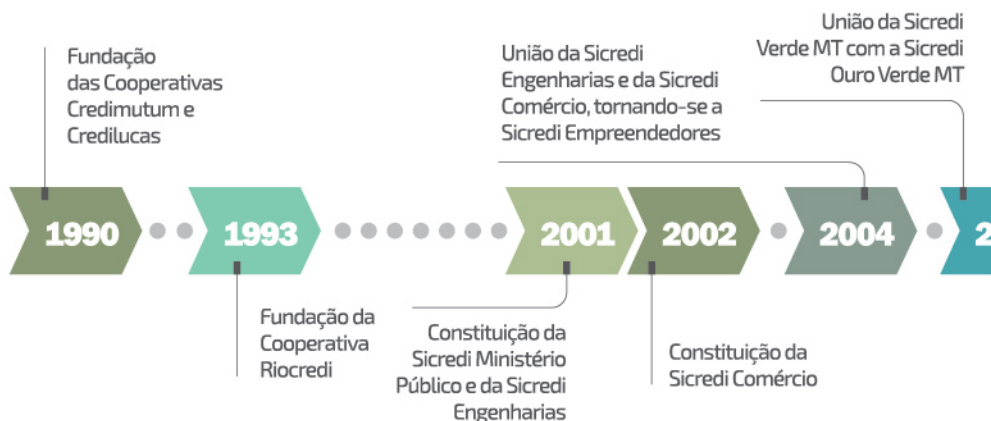 Fundação
das Cooperativas
Credimutum e
Credilucas
União da Sicredi
Engenharias e da Sicredi
Comércio, tornando-se a
Sicredi Empreendedores
União da Sicredi
Verde MT com a Sicredi
Ouro Verde MT
1990
1993
2001
2002
2004
2
Fundação da
Cooperativa
Riocredi
Constituição da
Sicredi Ministério
Público e da Sicredi
Engenharias
Constituição da
Sicredi Comércio